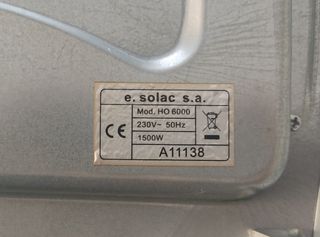 e. solac s.a.
Mod. HO 6000
230V~ 50Hz
1500W
CE
A11138